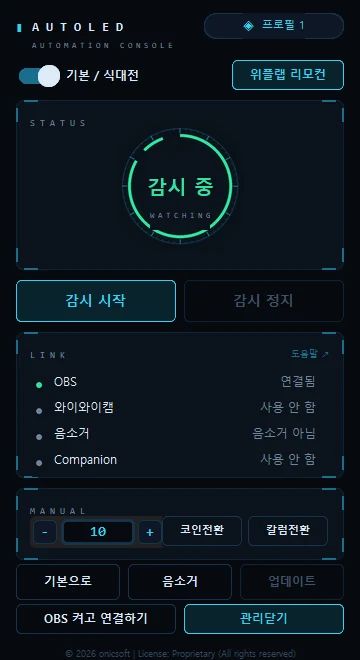 AUTOLED
◈ 프로필 1
AUTOMATION CONSOLE
기본 / 식대전
위플랩 리모컨
STATUS
감시 중
WATCHING
감시 시작
감시 정지
LINK
도움말 ↗
OBS 연결됨
와이와이캠 사용 안 함
음소거 음소거 아님
Companion 사용 안 함
MANUAL
- 10 + 코인전환 칼럼전환
기본으로 음소거 업데이트
OBS 켜고 연결하기 관리닫기
© 2026 onicsoft | License: Proprietary (All rights reserved)